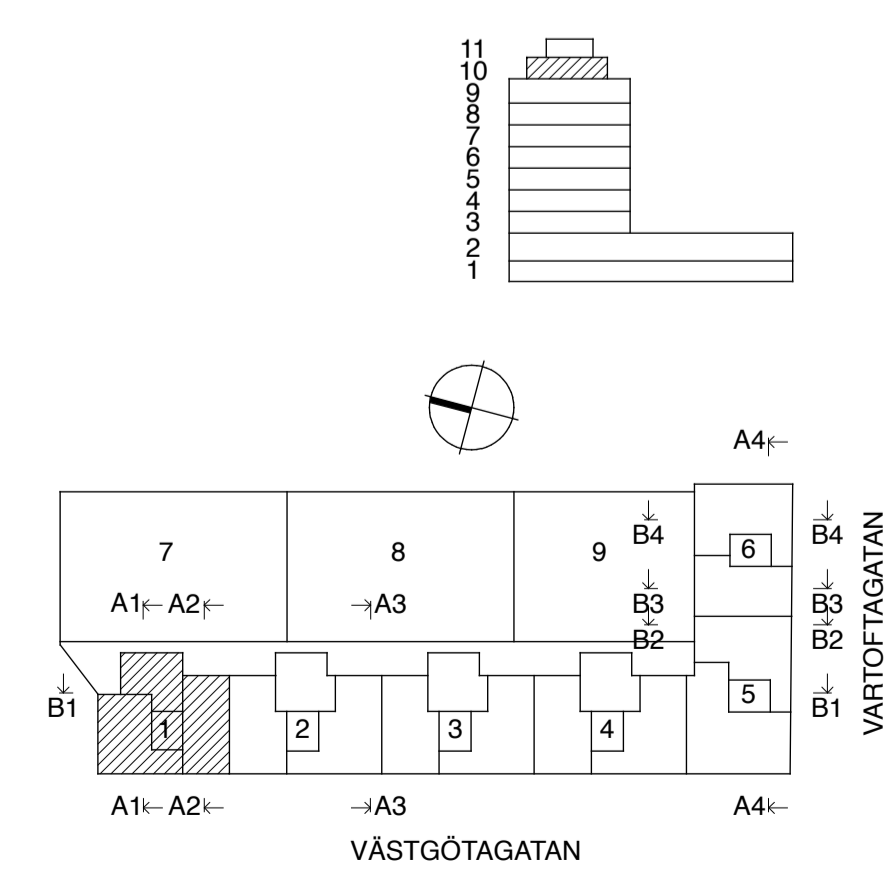 11
10
9
8
7
6
5
4
3
2
1
A4
7
8
9
B4
6
B4
A1 A2
A3
B3
B3
B2
B2
B1
1
2
3
4
5
B1
A1 A2
A3
A4
VÄSTGÖTAGATAN
VARTOFTAGATAN